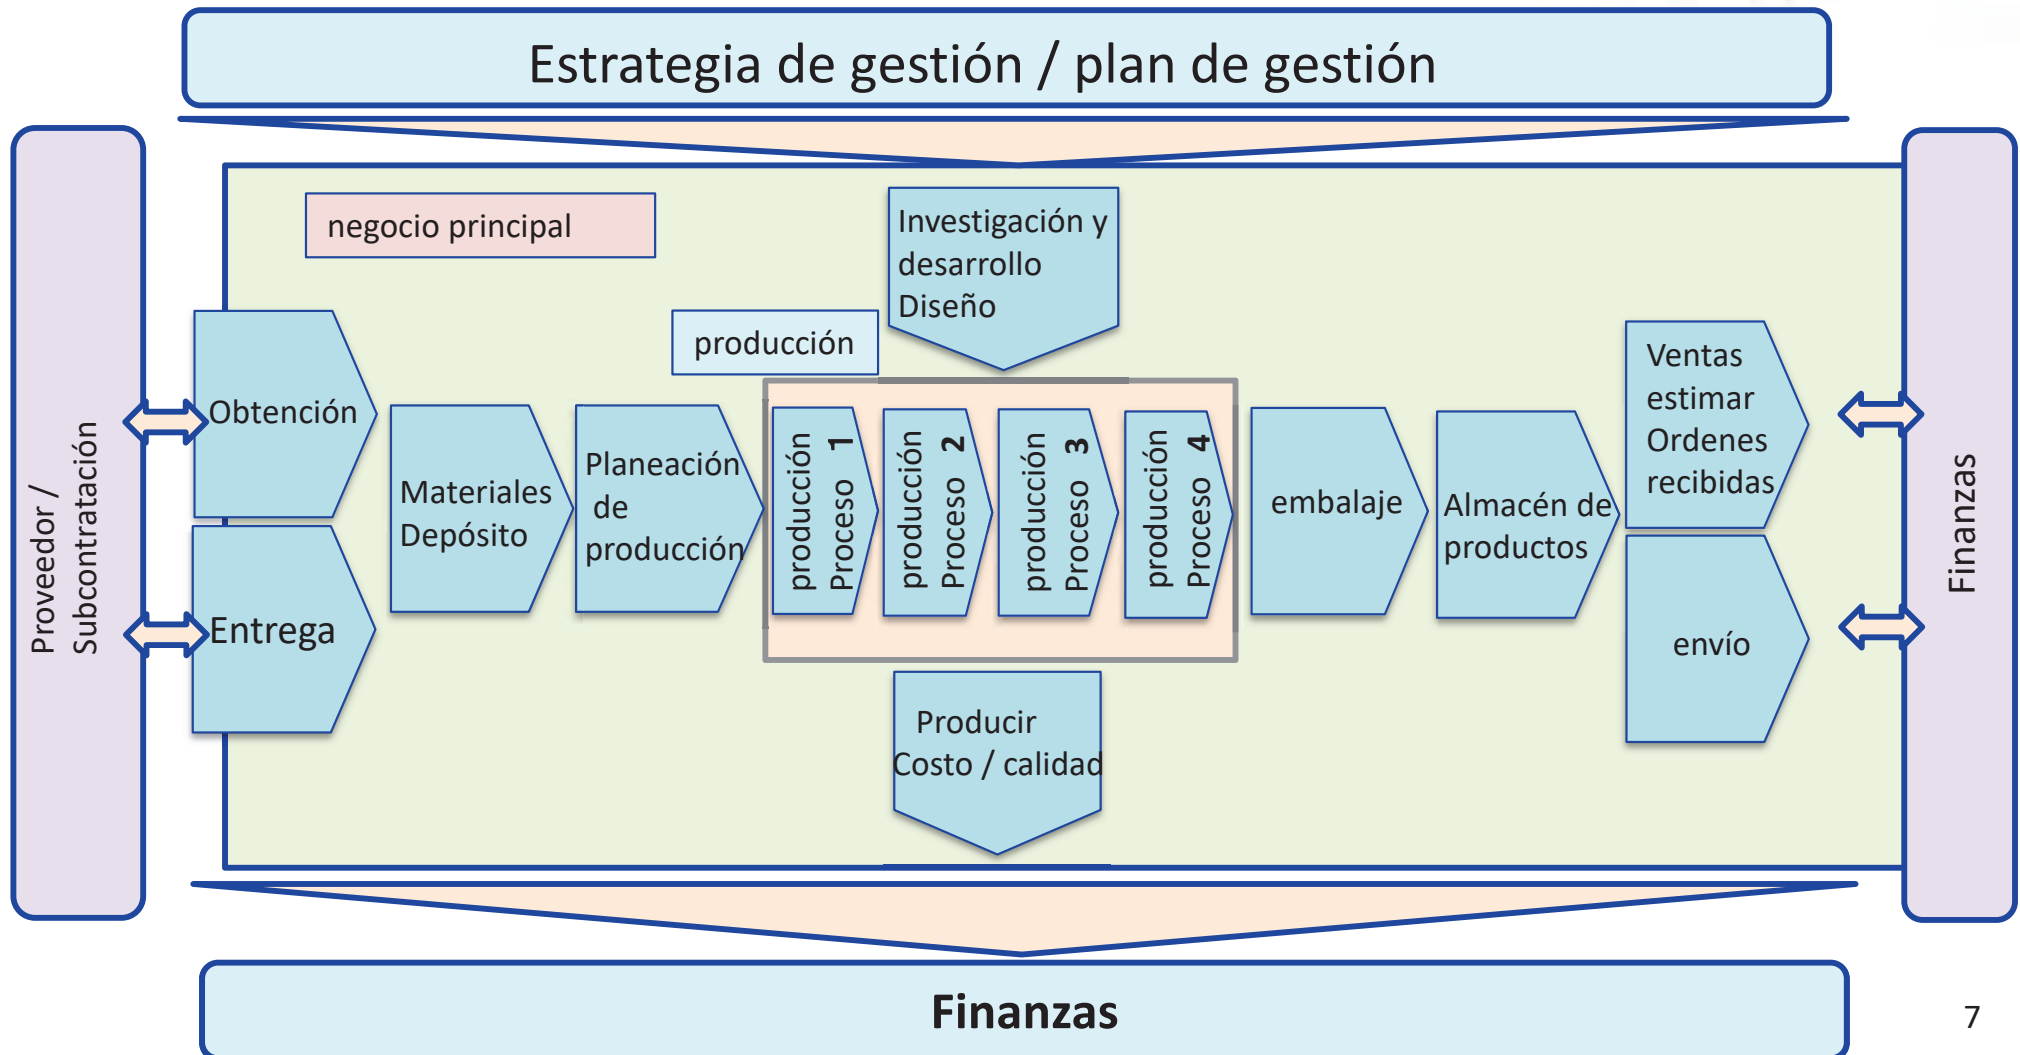 Estrategia de gestión / plan de gestión
Proveedor /
Subcontratación
negocio principal
Investigación y
desarrollo
Diseño
producción
Obtención
Entrega
Materiales
Depósito
Planeación
de
producción
producción
Proceso 1
producción
Proceso 2
producción
Proceso 3
producción
Proceso 4
embalaje
Almacén de
productos
Ventas
estimar
Ordenes
recibidas
envío
Producir
Costo / calidad
Finanzas
Finanzas
7